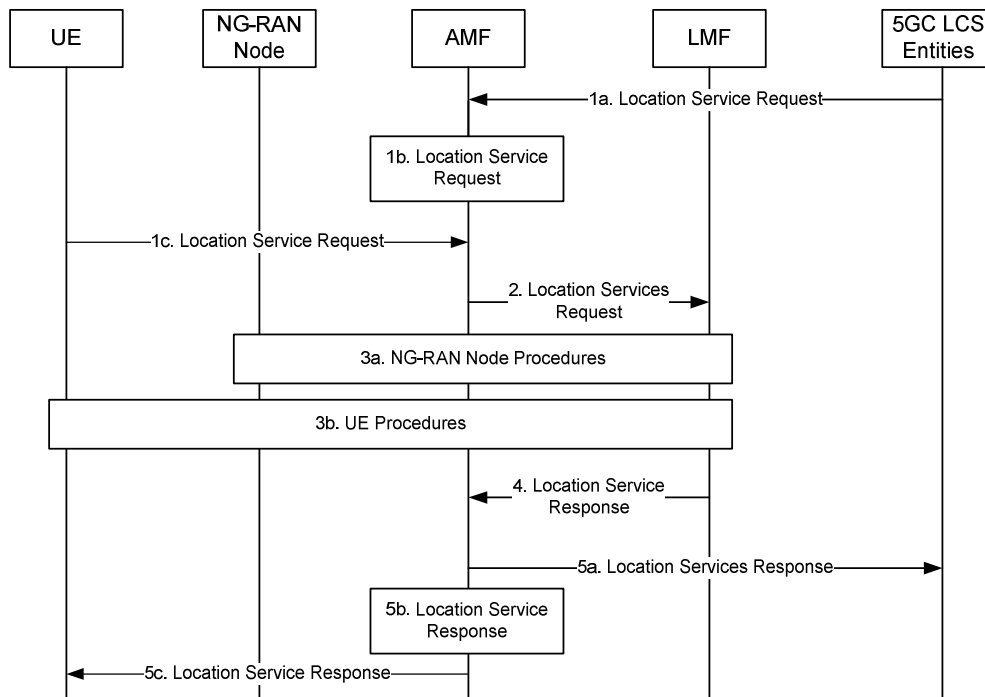 UE
NG-RAN
Node
AMF
LMF
5GC LCS
Entities
1a. Location Service Request
1b. Location Service
Request
1c. Location Service Request
2. Location Services
Request
3a. NG-RAN Node Procedures
3b. UE Procedures
4. Location Service
Response
5a. Location Services Response
5b. Location Service
Response
5c. Location Service Response